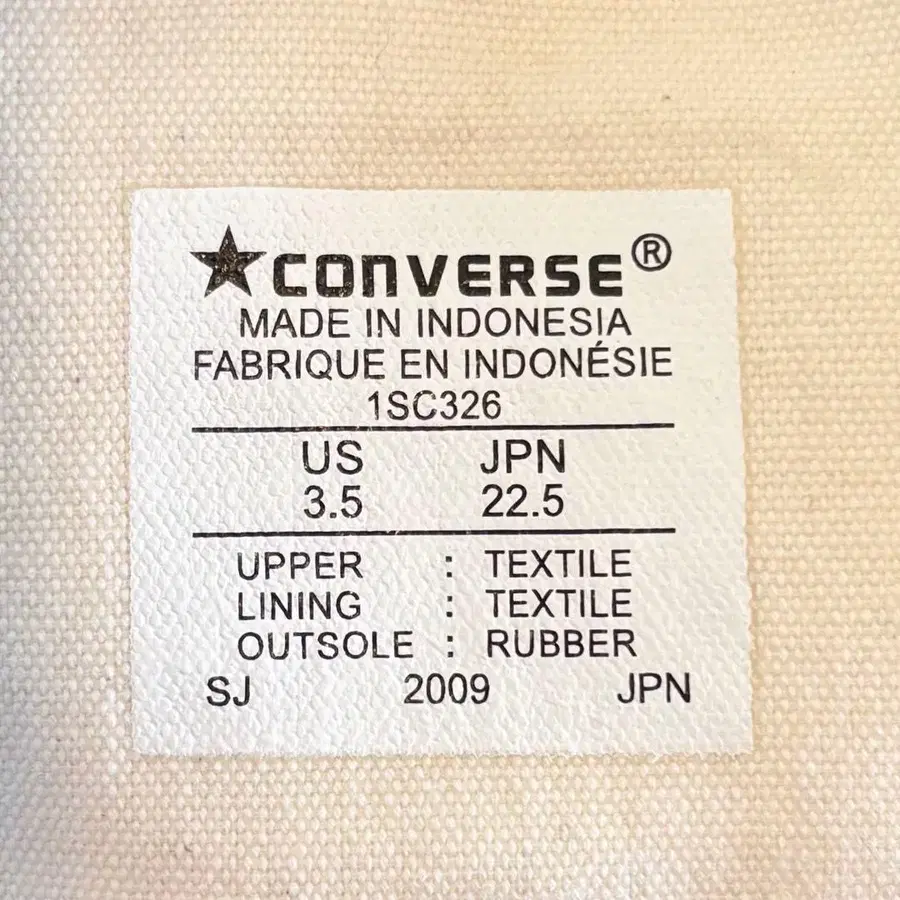 CONVERSE®
MADE IN INDONESIA
FABRIQUE EN INDONÉSIE
1SC326
US JPN
3.5 22.5
UPPER : TEXTILE
LINING : TEXTILE
OUTSOLE : RUBBER
SJ 2009 JPN